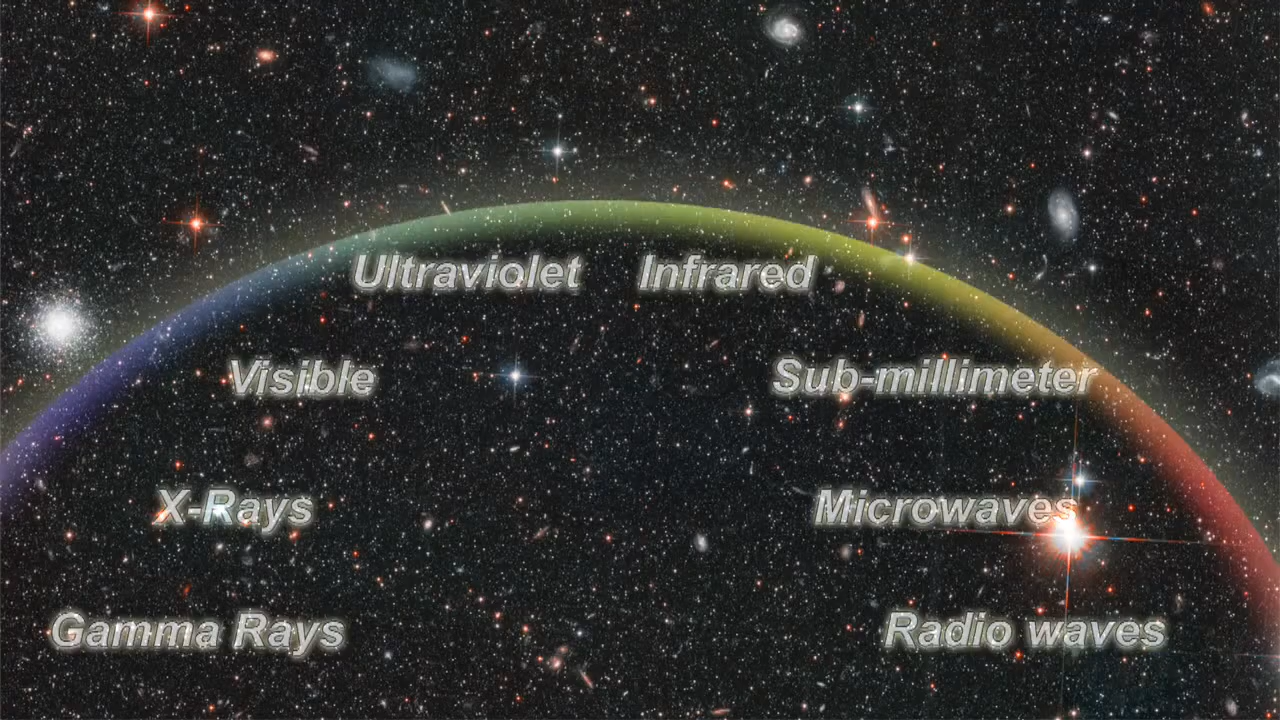 Ultraviolet Infrared
Visible Sub-millimeter
X-Rays Microwaves
Gamma Rays Radio waves